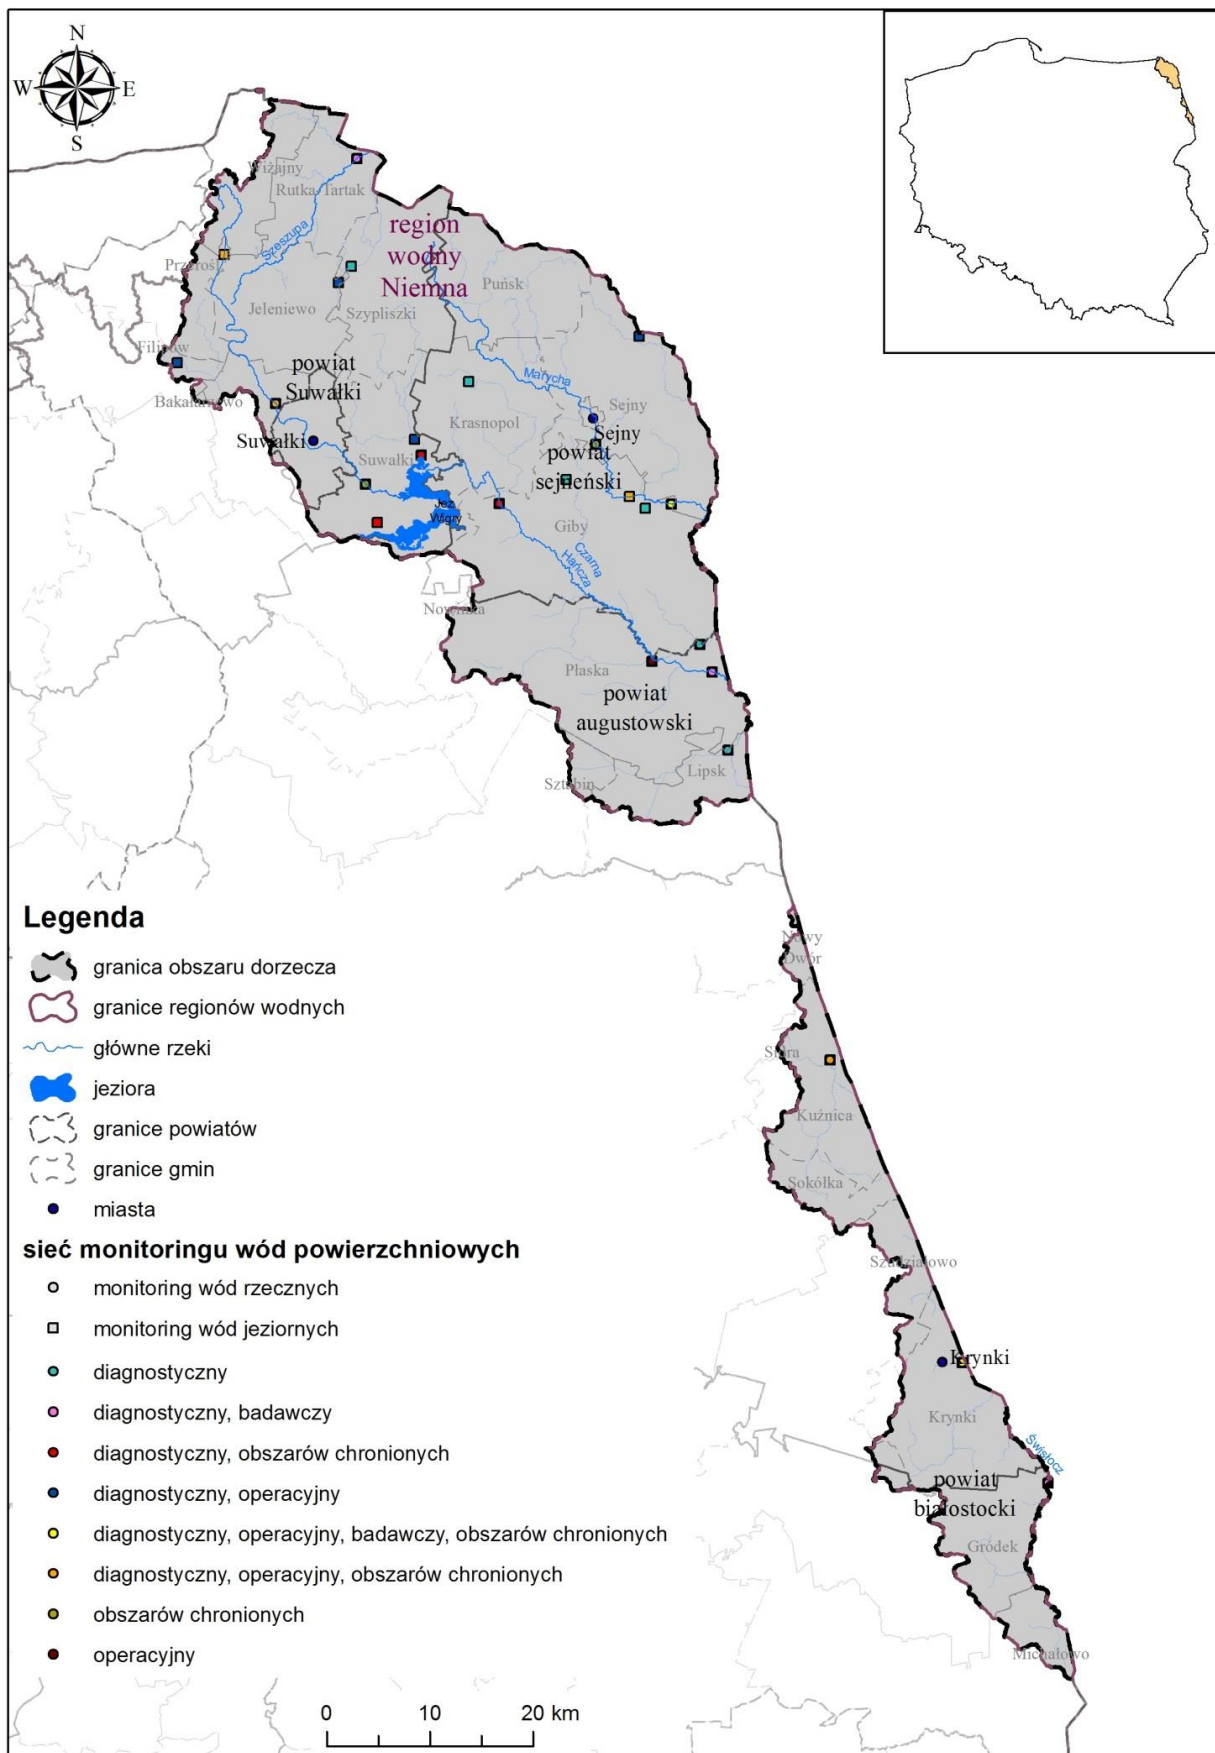 N
W
E
S
Wiżajny
Rutka-Tartak
Szeszupa
region
wodny
Niemna
Przerośl
Puńsk
Jeleniewo
Szypliszki
Filipów
powiat
Suwałki
Marycha
Bakałarzewo
Sejny
Krasnopol
Suwałki
Sejny
Suwałki
powiat
sejneński
Jez.
Wigry
Giby
Czarna
Hańcza
Nowinka
Płaska
powiat
augustowski
Lipsk
Sztabin
Legenda
granica obszaru dorzecza
granice regionów wodnych
główne rzeki
jeziora
granice powiatów
granice gmin
miasta
sieć monitoringu wód powierzchniowych
monitoring wód rzecznych
monitoring wód jeziornych
diagnostyczny
diagnostyczny, badawczy
diagnostyczny, obszarów chronionych
diagnostyczny, operacyjny
diagnostyczny, operacyjny, badawczy, obszarów chronionych
diagnostyczny, operacyjny, obszarów chronionych
obszarów chronionych
operacyjny
Nowy
Dwór
Sidra
Kuźnica
Sokółka
Szudziałowo
Krynki
Krynki
Świsłocz
powiat
białostocki
Gródek
Michałowo
0 10 20 km